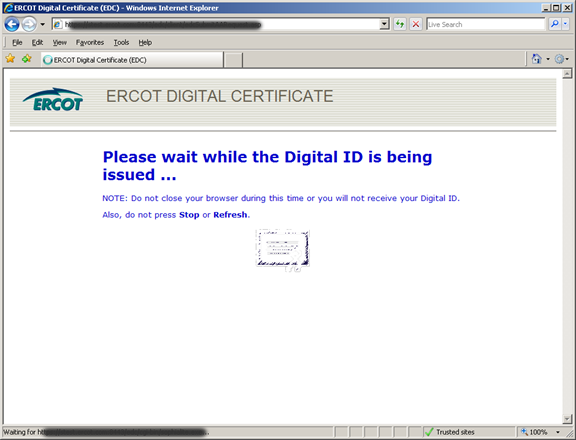 ERCOT Digital Certificate (EDC) - Windows Internet Explorer
Live Search
File Edit View Favorites Tools Help
ERCOT Digital Certificate (EDC)
ERCOT
ERCOT DIGITAL CERTIFICATE
Please wait while the Digital ID is being
issued ...
NOTE: Do not close your browser during this time or you will not receive your Digital ID.
Also, do not press Stop or Refresh.
Waiting for
Trusted sites
100%